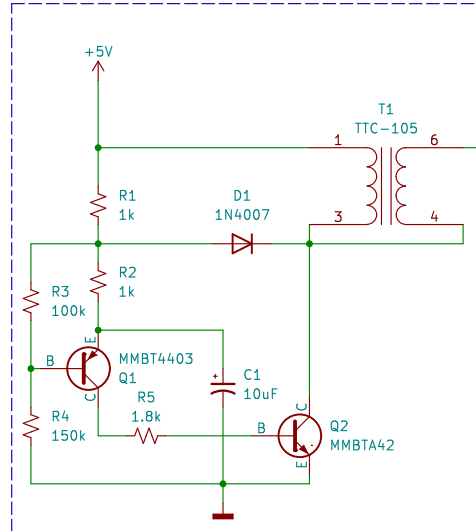 +5V
T1
TTC-105
1
6
3
4
R1
1k
D1
1N4007
R2
1k
R3
100k
E
B
MMBT4403
Q1
C
C1
10uF
+
R5
1.8k
R4
150k
C
B
Q2
MMBTA42
E